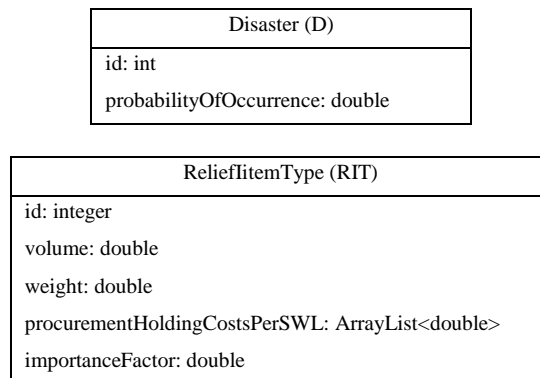 Disaster (D)
id: int
probabilityOfOccurrence: double
ReliefIitemType (RIT)
id: integer
volume: double
weight: double
procurementHoldingCostsPerSWL: ArrayList<double>
importanceFactor: double